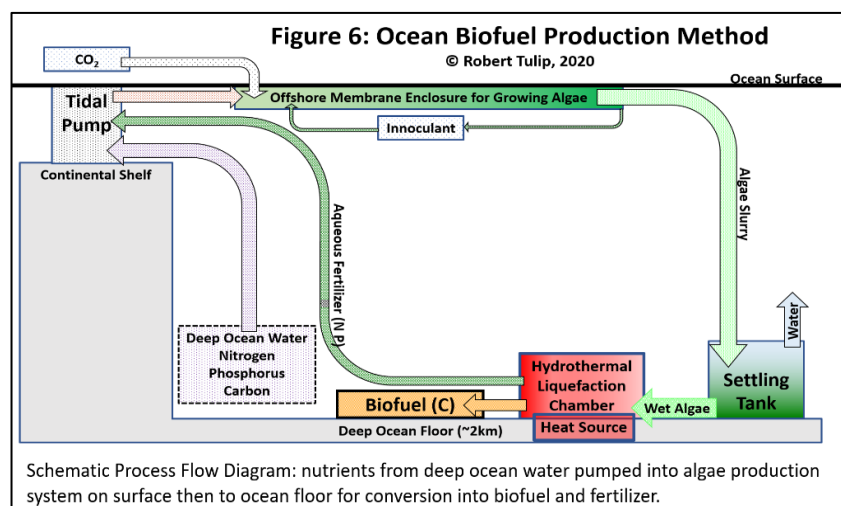 Figure 6: Ocean Biofuel Production Method
© Robert Tulip, 2020
CO2
Ocean Surface
Tidal
Pump
Offshore Membrane Enclosure for Growing Algae
Innoculant
Continental Shelf
Aqueous Fertilizer (N P)
Algae Slurry
Water
Deep Ocean Water
Nitrogen
Phosphorus
Carbon
Hydrothermal
Liquefaction
Chamber
Settling
Tank
Biofuel (C)
Wet Algae
Heat Source
Deep Ocean Floor (~2km)
Schematic Process Flow Diagram: nutrients from deep ocean water pumped into algae production
system on surface then to ocean floor for conversion into biofuel and fertilizer.